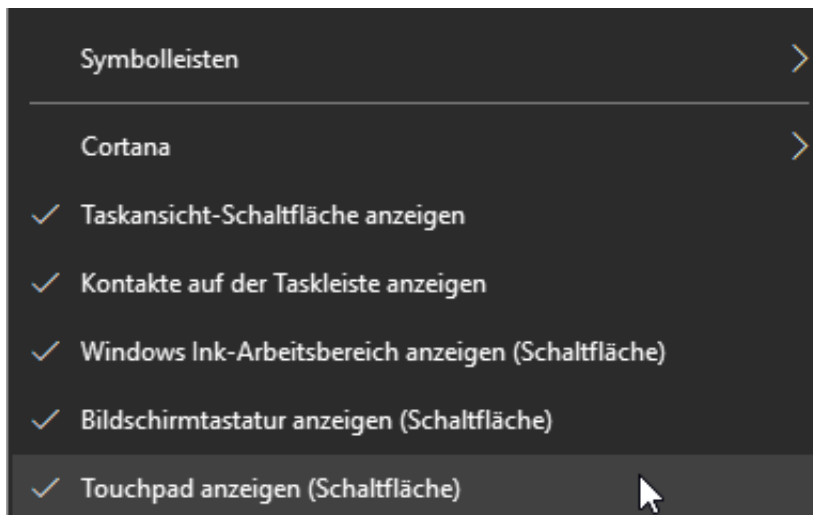 Symbolleisten
Cortana
Taskansicht-Schaltfläche anzeigen
Kontakte auf der Taskleiste anzeigen
Windows Ink-Arbeitsbereich anzeigen (Schaltfläche)
Bildschirmtastatur anzeigen (Schaltfläche)
Touchpad anzeigen (Schaltfläche)